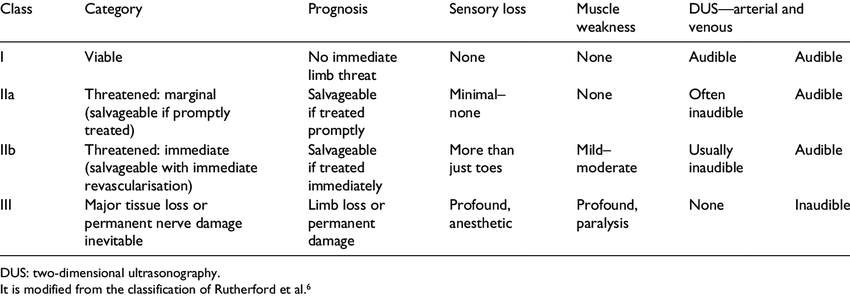 Class Category Prognosis Sensory loss Muscle DUS—arterial and
weakness venous
I Viable No immediate None None Audible Audible
limb threat
IIa Threatened: marginal Salvageable Minimal– None Often Audible
(salvageable if promptly if treated none inaudible
treated) promptly
IIb Threatened: immediate Salvageable More than Mild– Usually Audible
(salvageable with immediate if treated just toes moderate inaudible
revascularisation) immediately
III Major tissue loss or Limb loss or Profound, Profound, None Inaudible
permanent nerve damage permanent anesthetic paralysis
inevitable damage
DUS: two-dimensional ultrasonography.
It is modified from the classification of Rutherford et al.⁶